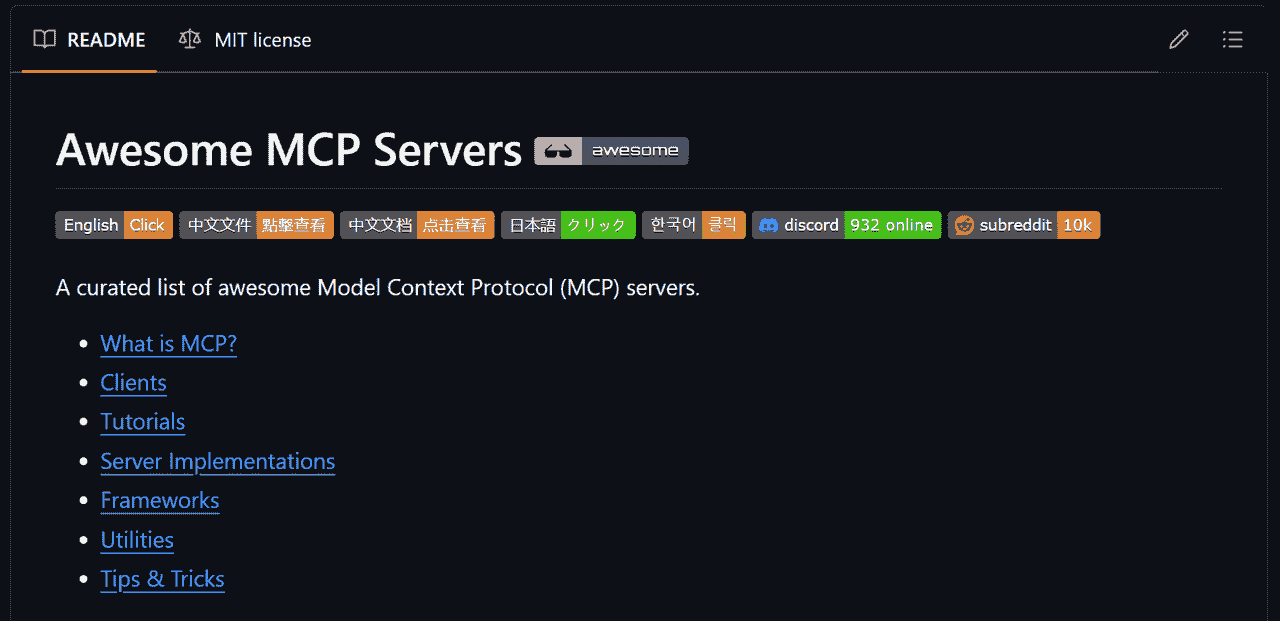 README MIT license
Awesome MCP Servers awesome
English Click 中文文件 點擊查看 中文文档 点击查看 日本語 クリック 한국어 클릭 discord 932 online subreddit 10k
A curated list of awesome Model Context Protocol (MCP) servers.
What is MCP?
Clients
Tutorials
Server Implementations
Frameworks
Utilities
Tips & Tricks